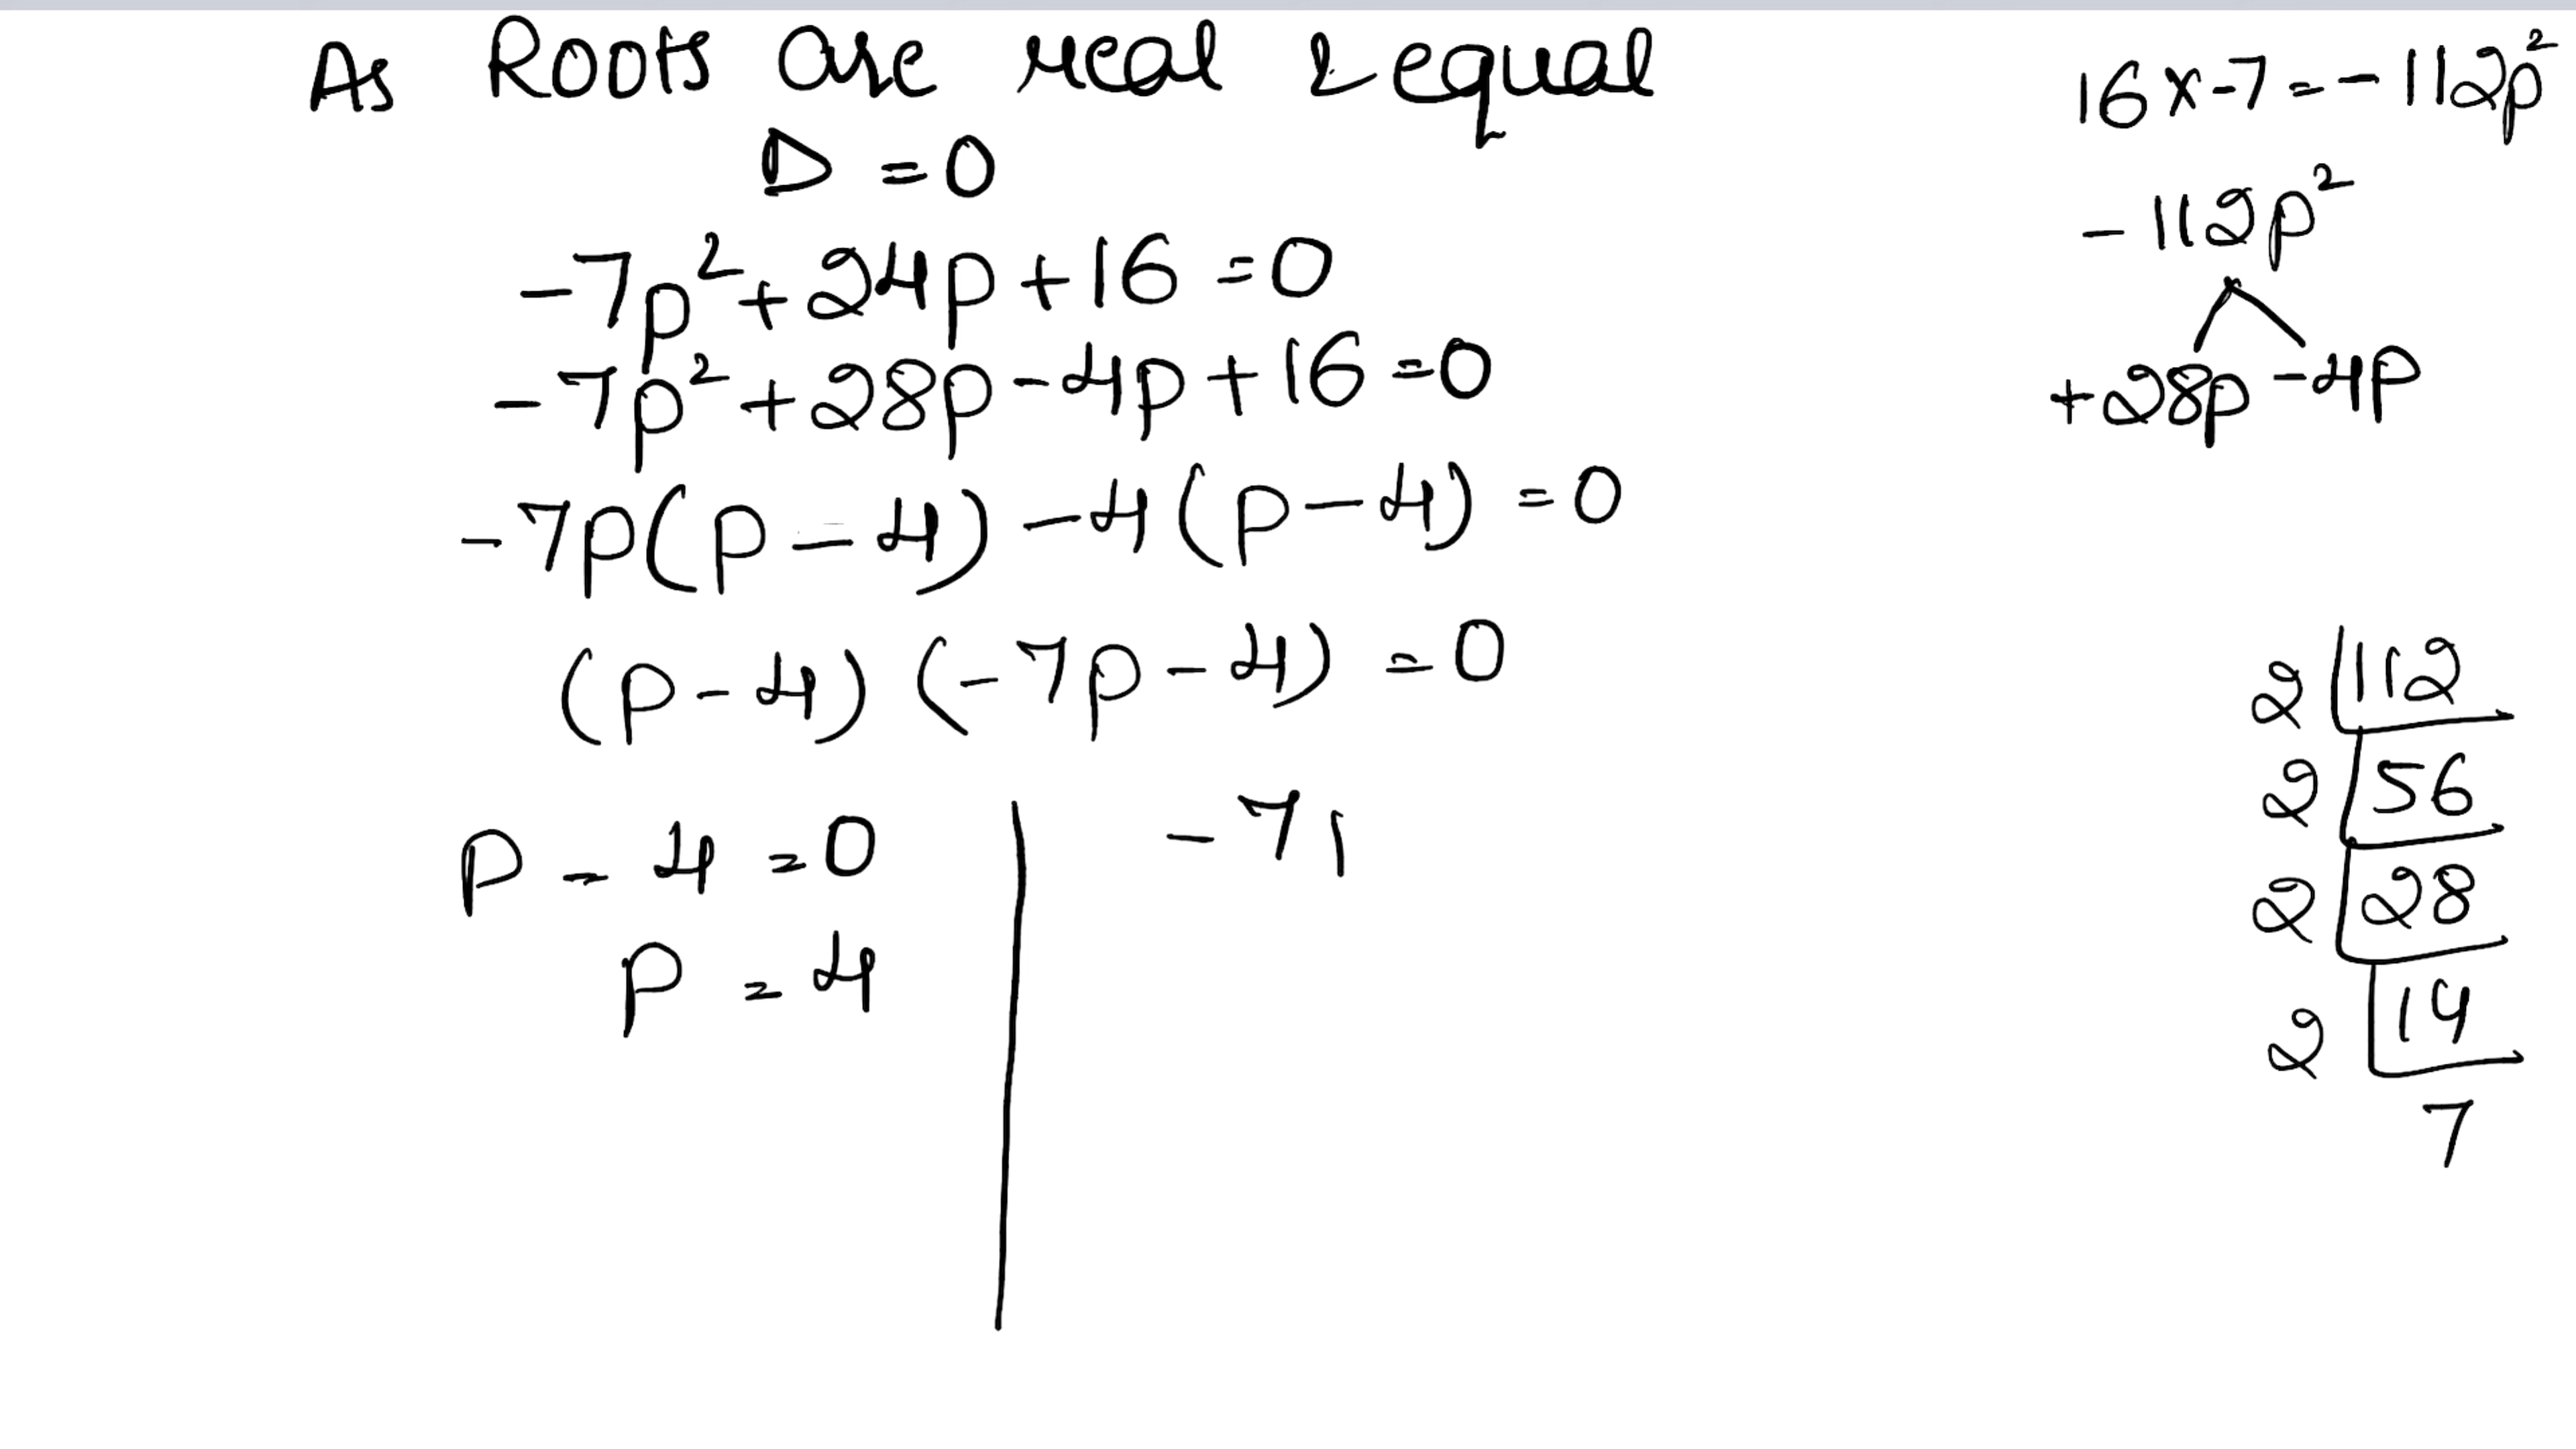 As Roots are real & equal
D = 0
-7p² + 24p + 16 = 0
-7p² + 28p - 4p + 16 = 0
-7p(p - 4) - 4(p - 4) = 0
(p - 4) (-7p - 4) = 0
P - 4 = 0
P = 4
-7
16 x -7 = -112p²
-112p²
+28p -4p
2 | 112
2 | 56
2 | 28
2 | 14
7